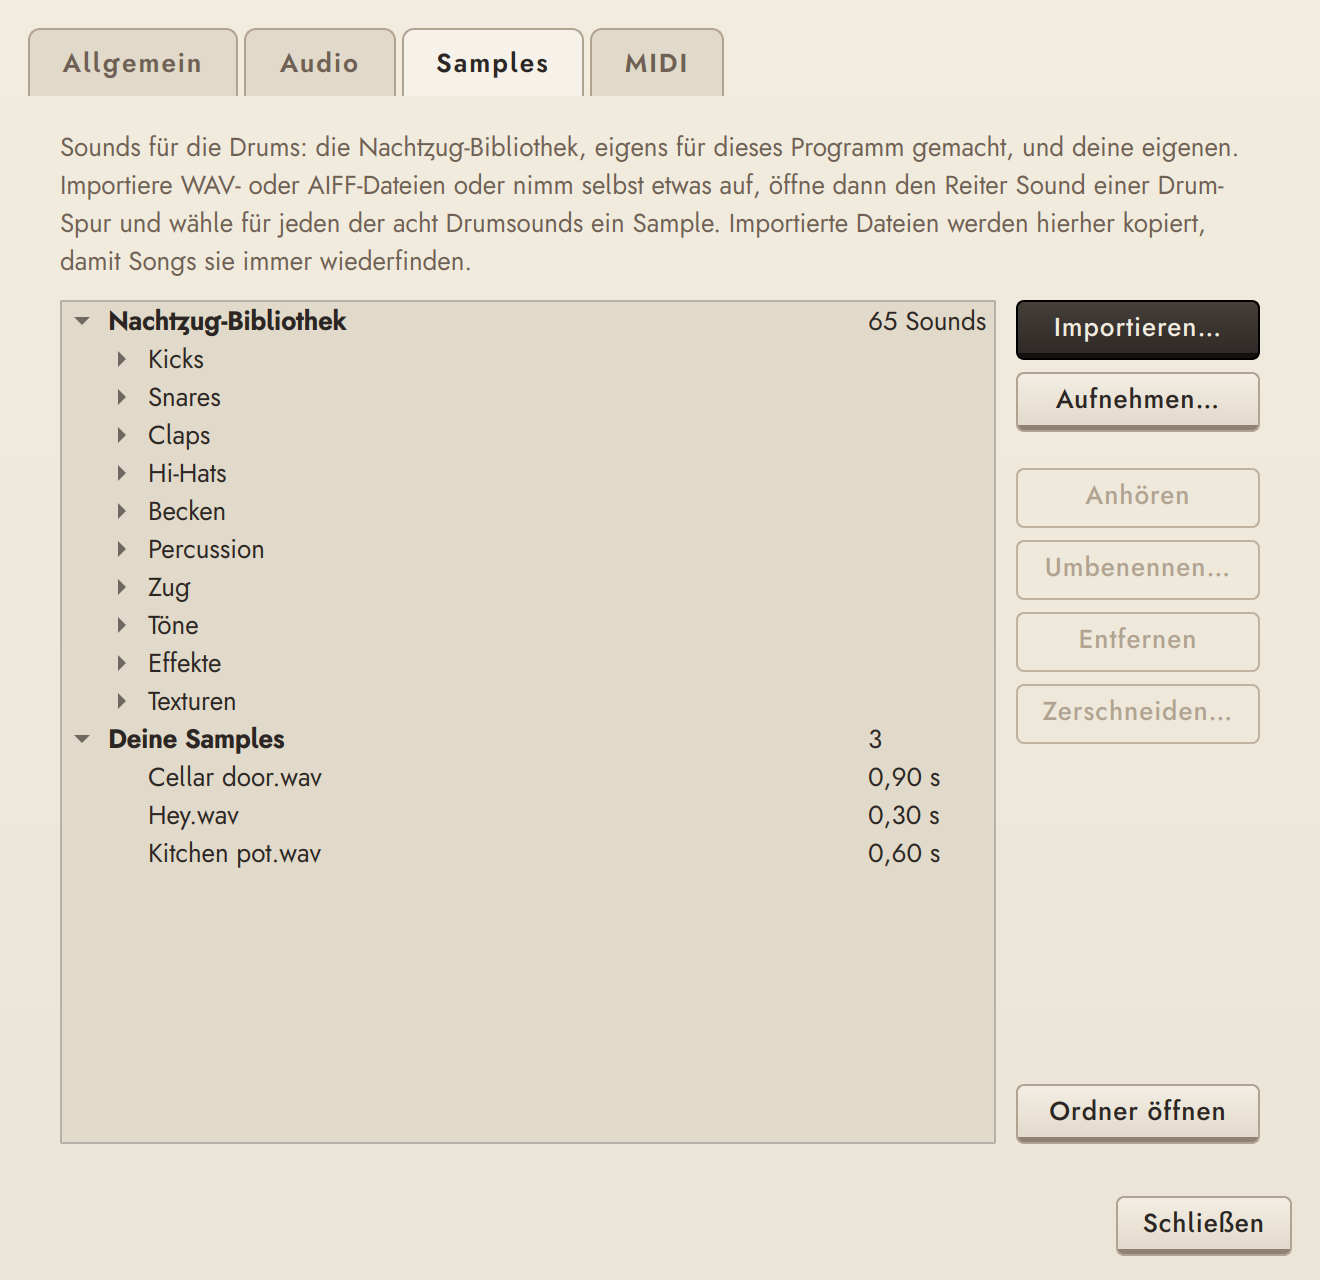 Allgemein
Audio
Samples
MIDI
Sounds für die Drums: die Nachtzug-Bibliothek, eigens für dieses Programm gemacht, und deine eigenen.
Importiere WAV- oder AIFF-Dateien oder nimm selbst etwas auf, öffne dann den Reiter Sound einer Drum-
Spur und wähle für jeden der acht Drumsounds ein Sample. Importierte Dateien werden hierher kopiert,
damit Songs sie immer wiederfinden.
Nachtzug-Bibliothek 65 Sounds
Kicks
Snares
Claps
Hi-Hats
Becken
Percussion
Zug
Töne
Effekte
Texturen
Deine Samples 3
Cellar door.wav 0,90 s
Hey.wav 0,30 s
Kitchen pot.wav 0,60 s
Importieren...
Aufnehmen...
Anhören
Umbenennen...
Entfernen
Zerschneiden...
Ordner öffnen
Schließen